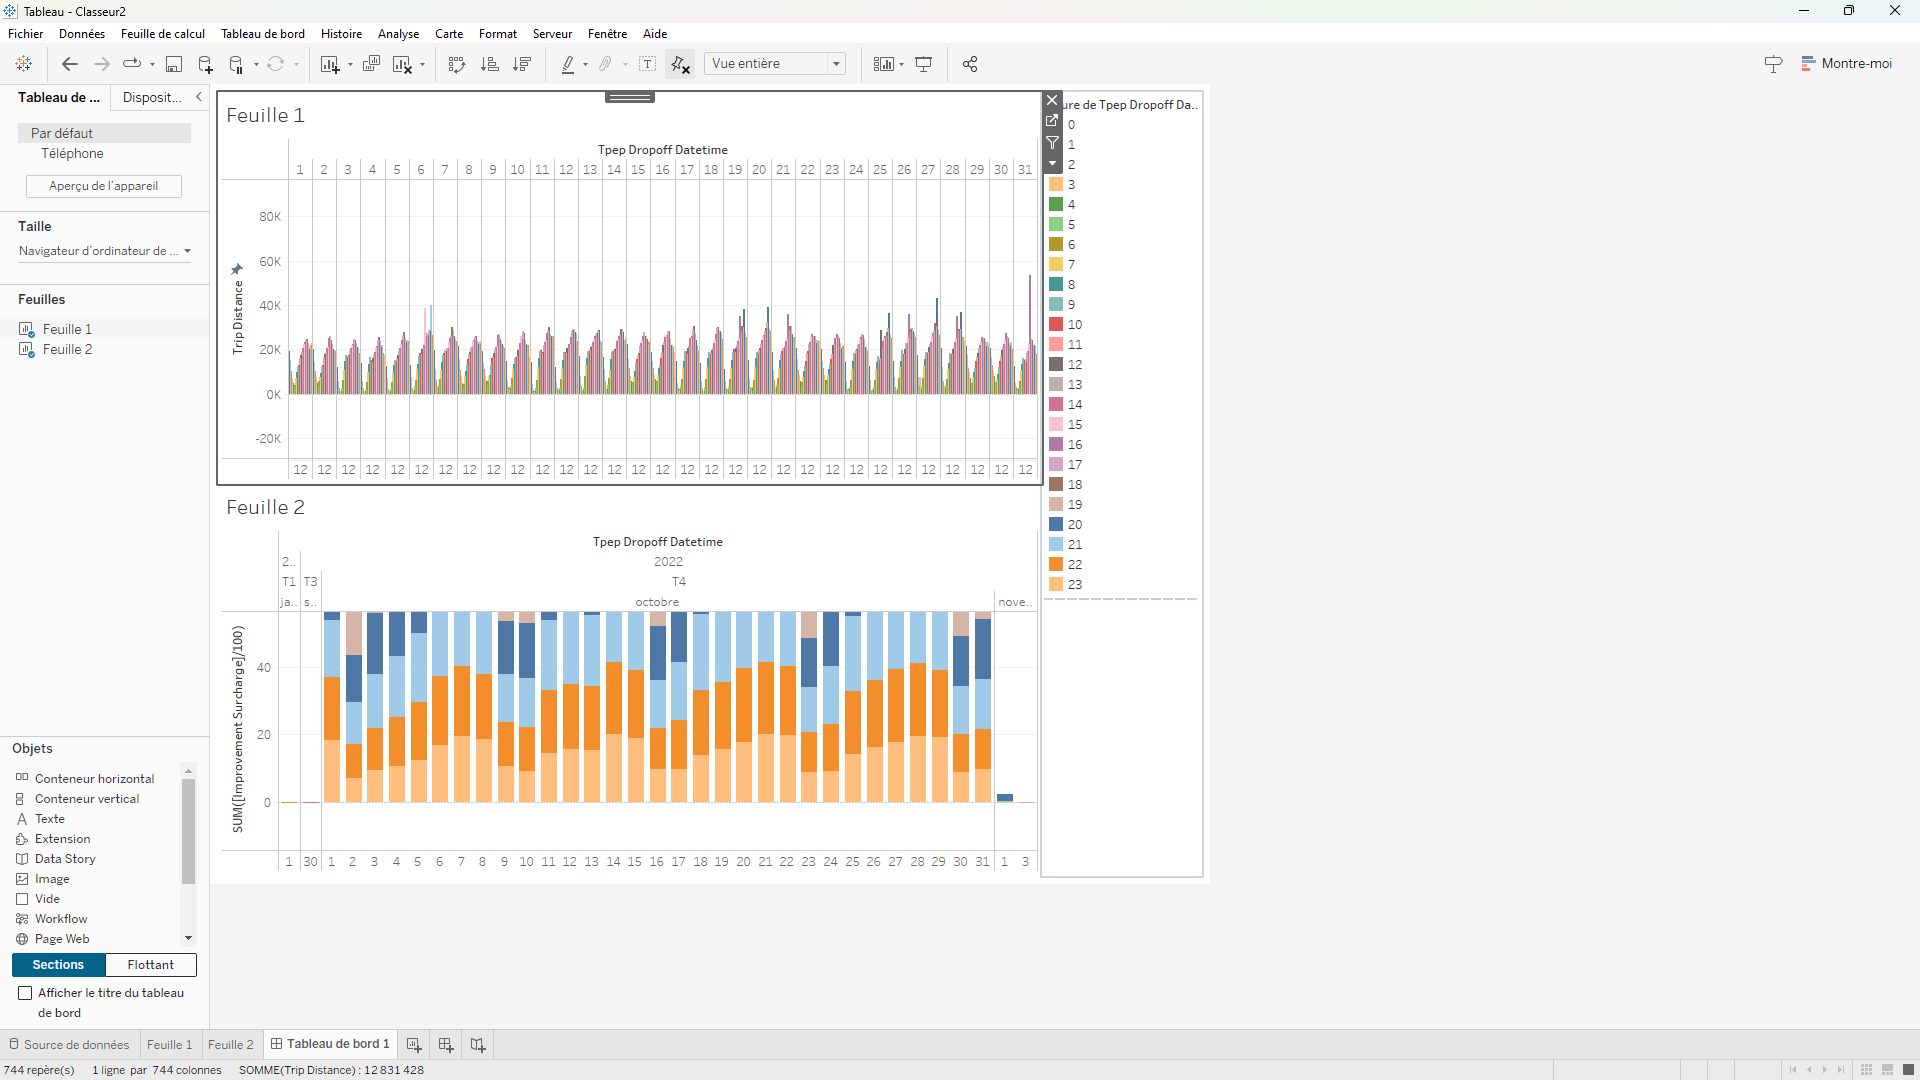 Tableau - Classeur2
Fichier Données Feuille de calcul Tableau de bord Histoire Analyse Carte Format Serveur Fenêtre Aide
Vue entière
Montre-moi
Tableau de ... Disposit...
Par défaut
Téléphone
Aperçu de l'appareil
Taille
Navigateur d'ordinateur de ...
Feuilles
Feuille 1
Feuille 2
Objets
Conteneur horizontal
Conteneur vertical
Texte
Extension
Data Story
Image
Vide
Workflow
Page Web
Sections Flottant
Afficher le titre du tableau
de bord
Feuille 1
Tpep Dropoff Datetime
1 2 3 4 5 6 7 8 9 10 11 12 13 14 15 16 17 18 19 20 21 22 23 24 25 26 27 28 29 30 31
Trip Distance
80K
60K
40K
20K
0K
-20K
12 12 12 12 12 12 12 12 12 12 12 12 12 12 12 12 12 12 12 12 12 12 12 12 12 12 12 12 12 12 12
Feuille 2
Tpep Dropoff Datetime
2.. 2022
T1 T3 T4
ja.. s.. octobre nove..
SUM([Improvement Surcharge]/100)
40
20
0
1 30 1 2 3 4 5 6 7 8 9 10 11 12 13 14 15 16 17 18 19 20 21 22 23 24 25 26 27 28 29 30 31 1 3
ure de Tpep Dropoff Da..
0
1
2
3
4
5
6
7
8
9
10
11
12
13
14
15
16
17
18
19
20
21
22
23
Source de données Feuille 1 Feuille 2 Tableau de bord 1
744 repère(s) 1 ligne par 744 colonnes SOMME(Trip Distance) : 12 831 428